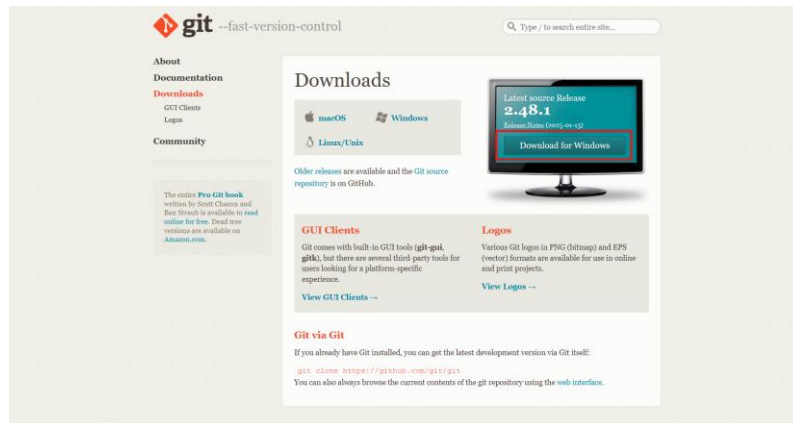 git --fast-version-control
Type / to search entire site...
About
Documentation
Downloads
GUI Clients
Logos
Community
The entire Pro Git book
written by Scott Chacon and
Ben Straub is available to read
online for free. Dead tree
versions are available on
Amazon.com.
Downloads
macOS
Windows
Linux/Unix
Older releases are available and the Git source
repository is on GitHub.
Latest source Release
2.48.1
Release Notes (2025-01-13)
Download for Windows
GUI Clients
Git comes with built-in GUI tools (git-gui,
gitk), but there are several third-party tools for
users looking for a platform-specific
experience.
View GUI Clients →
Logos
Various Git logos in PNG (bitmap) and EPS
(vector) formats are available for use in online
and print projects.
View Logos →
Git via Git
If you already have Git installed, you can get the latest development version via Git itself:
git clone https://github.com/git/git
You can also always browse the current contents of the git repository using the web interface.